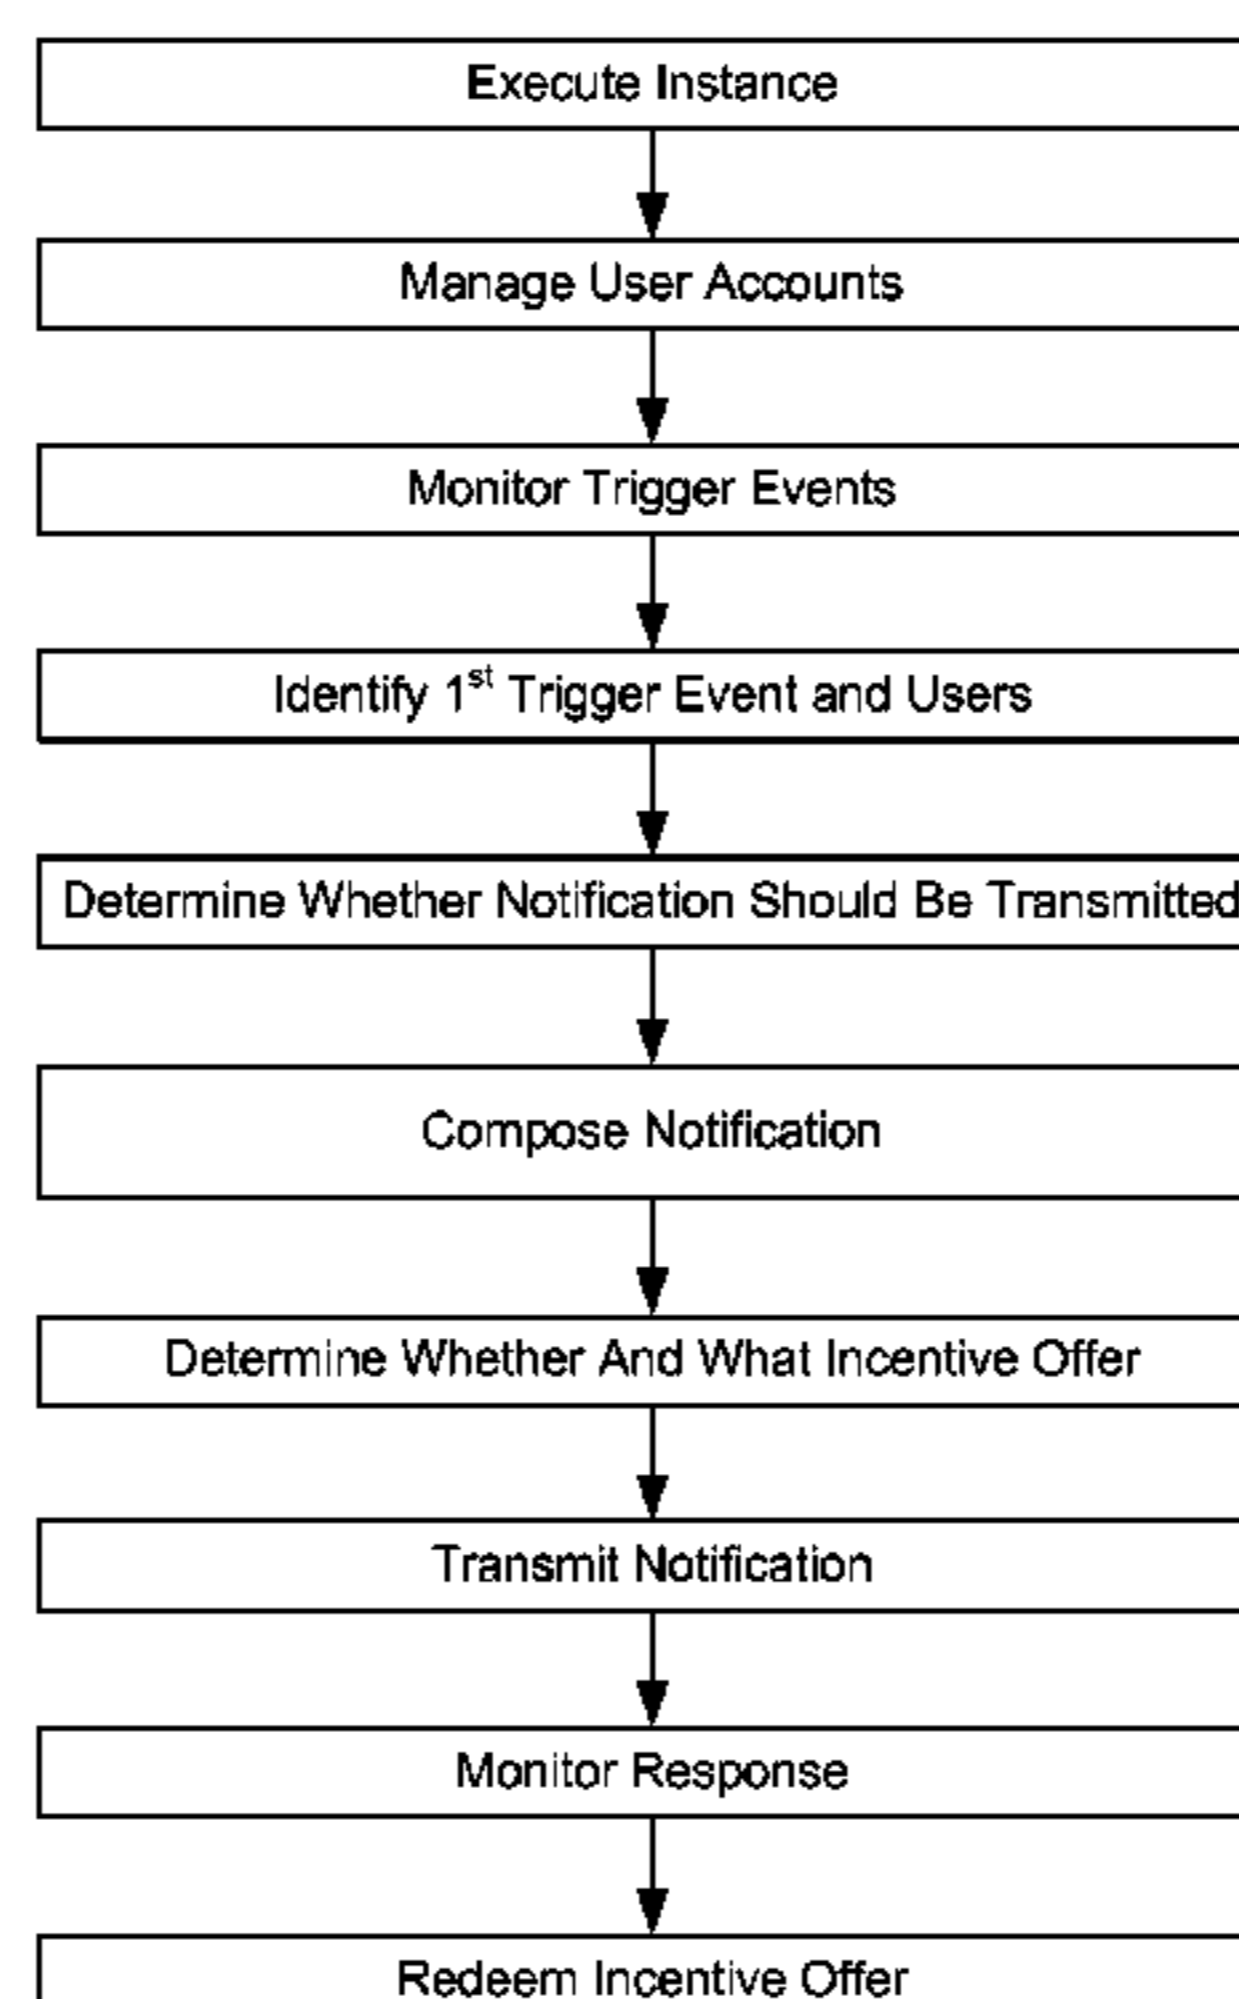 Execute Instance
Manage User Accounts
Monitor Trigger Events
Identify 1st Trigger Event and Users
Determine Whether Notification Should Be Transmitted
Compose Notification
Determine Whether And What Incentive Offer
Transmit Notification
Monitor Response
Redeem Incentive Offer